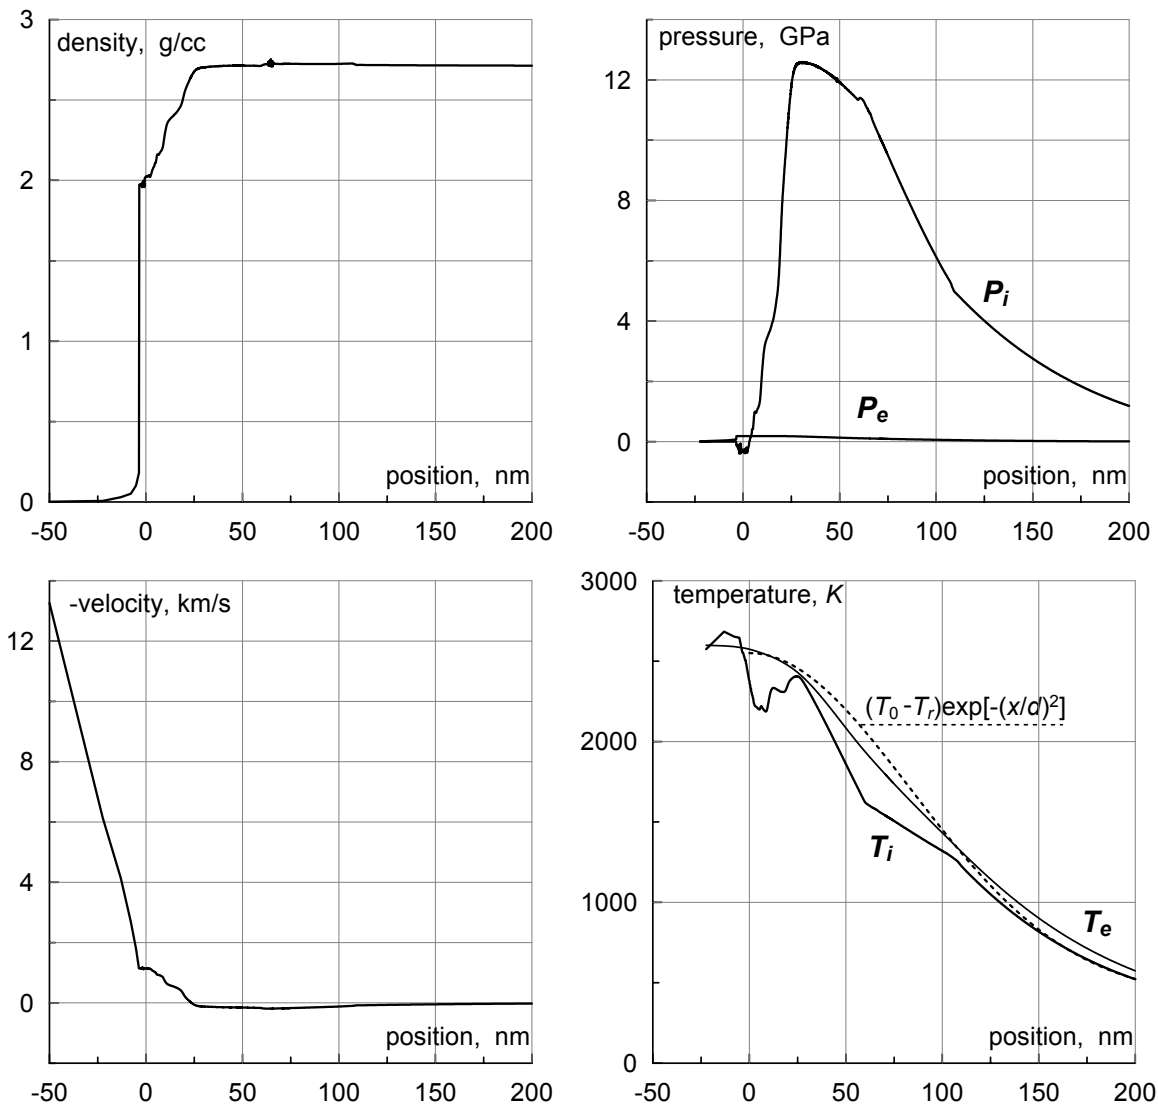 3
density, g/cc
2
1
position, nm
0
-50 0 50 100 150 200
pressure, GPa
12
8
P_i
4
P_e
0
position, nm
-50 0 50 100 150 200
-velocity, km/s
12
8
4
0
position, nm
-50 0 50 100 150 200
3000
temperature, K
(T_0 -T_r)exp[-(x/d)^2]
2000
T_i
1000
T_e
position, nm
0
-50 0 50 100 150 200